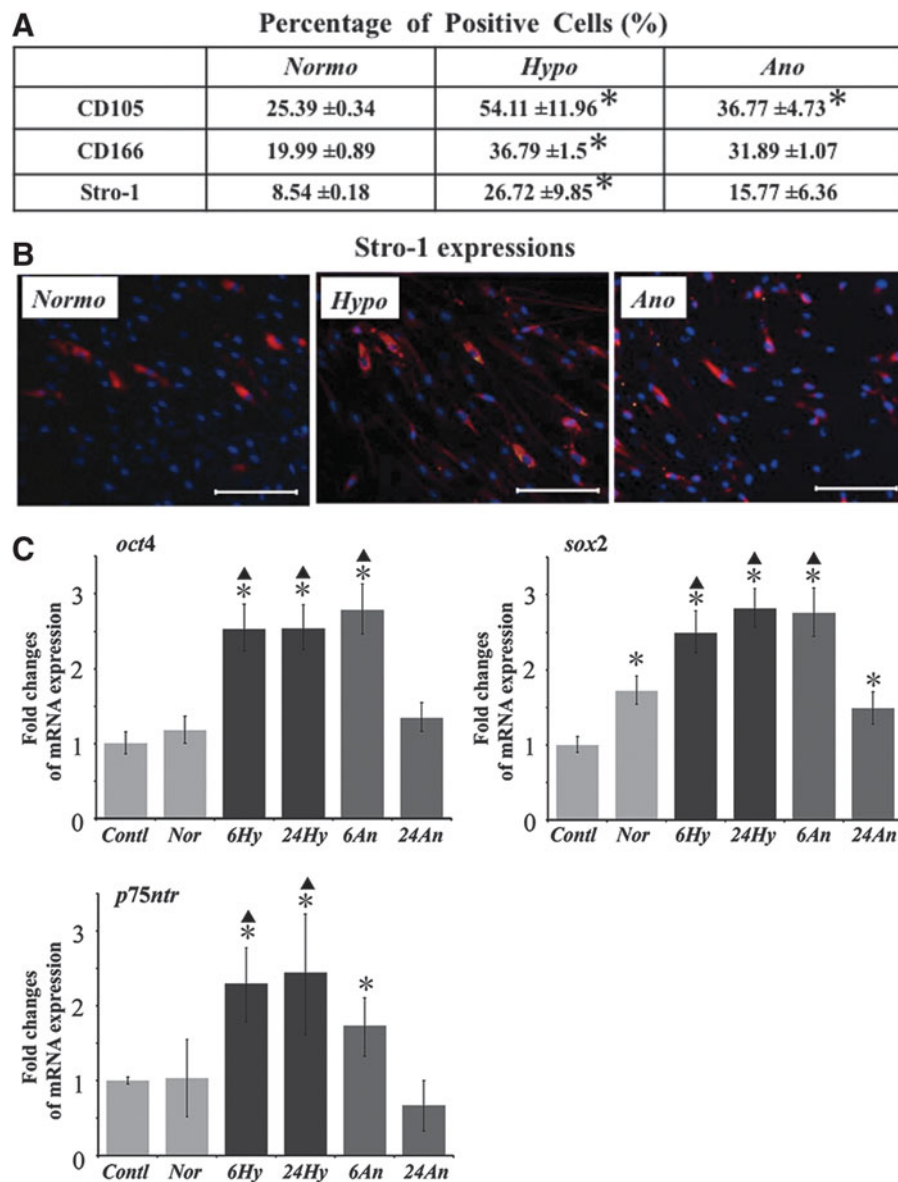 A Percentage of Positive Cells (%)
Normo Hypo Ano
CD105 25.39 ±0.34 54.11 ±11.96* 36.77 ±4.73*
CD166 19.99 ±0.89 36.79 ±1.5* 31.89 ±1.07
Stro-1 8.54 ±0.18 26.72 ±9.85* 15.77 ±6.36
B Stro-1 expressions
Normo Hypo Ano
C
oct4
Fold changes
of mRNA expression
3
2
1
0
▲ ▲ ▲
* * *
Contl Nor 6Hy 24Hy 6An 24An
sox2
Fold changes
of mRNA expression
3
2
1
0
▲ ▲ ▲
* * * * *
Contl Nor 6Hy 24Hy 6An 24An
p75ntr
Fold changes
of mRNA expression
3
2
1
0
▲ ▲
* * *
Contl Nor 6Hy 24Hy 6An 24An